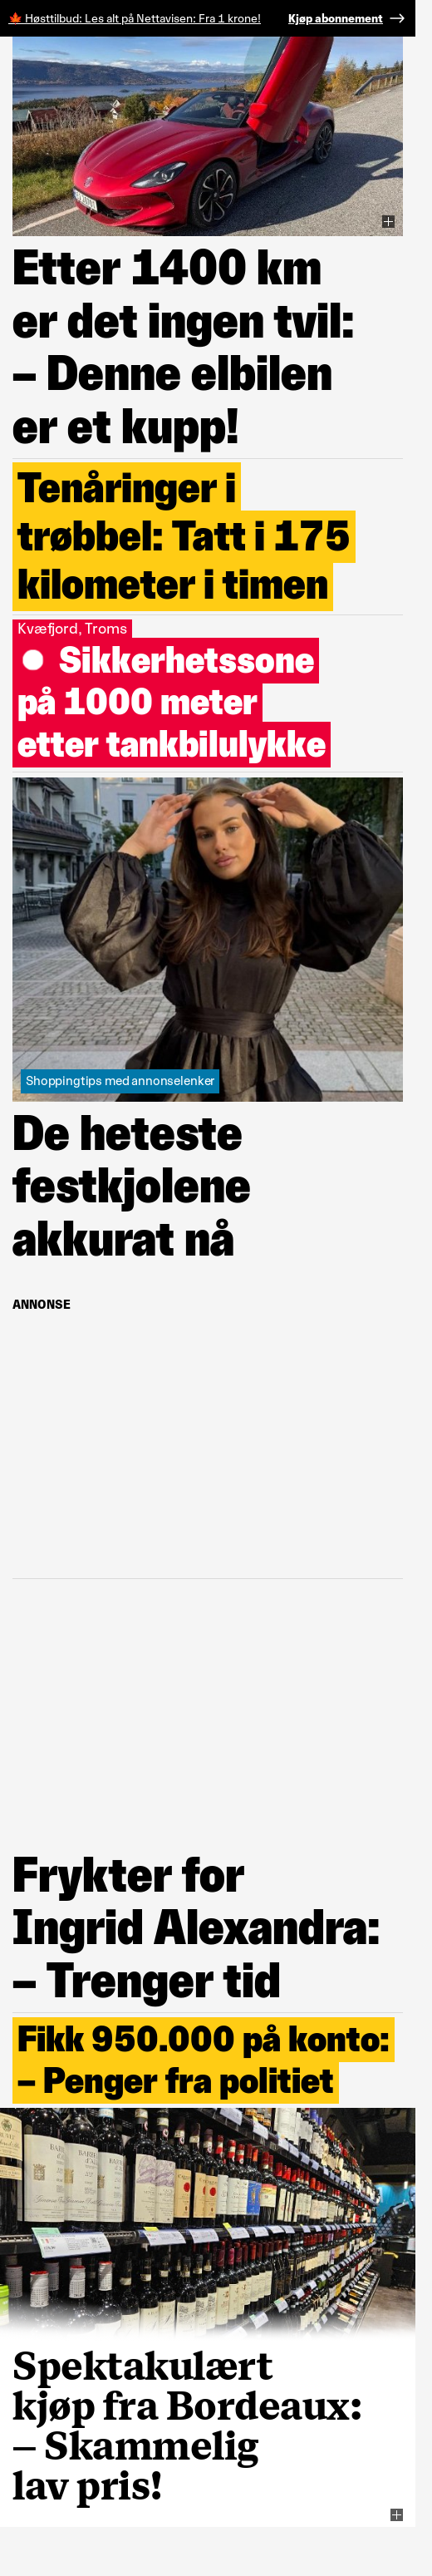 🍁 Høsttilbud: Les alt på Nettavisen: Fra 1 krone! Kjøp abonnement →
Etter 1400 km
er det ingen tvil:
– Denne elbilen
er et kupp!
Tenåringer i
trøbbel: Tatt i 175
kilometer i timen
Kvæfjord, Troms
Sikkerhetssone
på 1000 meter
etter tankbilulykke
Shoppingtips med annonselenker
De heteste
festkjolene
akkurat nå
ANNONSE
Frykter for
Ingrid Alexandra:
– Trenger tid
Fikk 950.000 på konto:
– Penger fra politiet
Spektakulært
kjøp fra Bordeaux:
– Skammelig
lav pris!